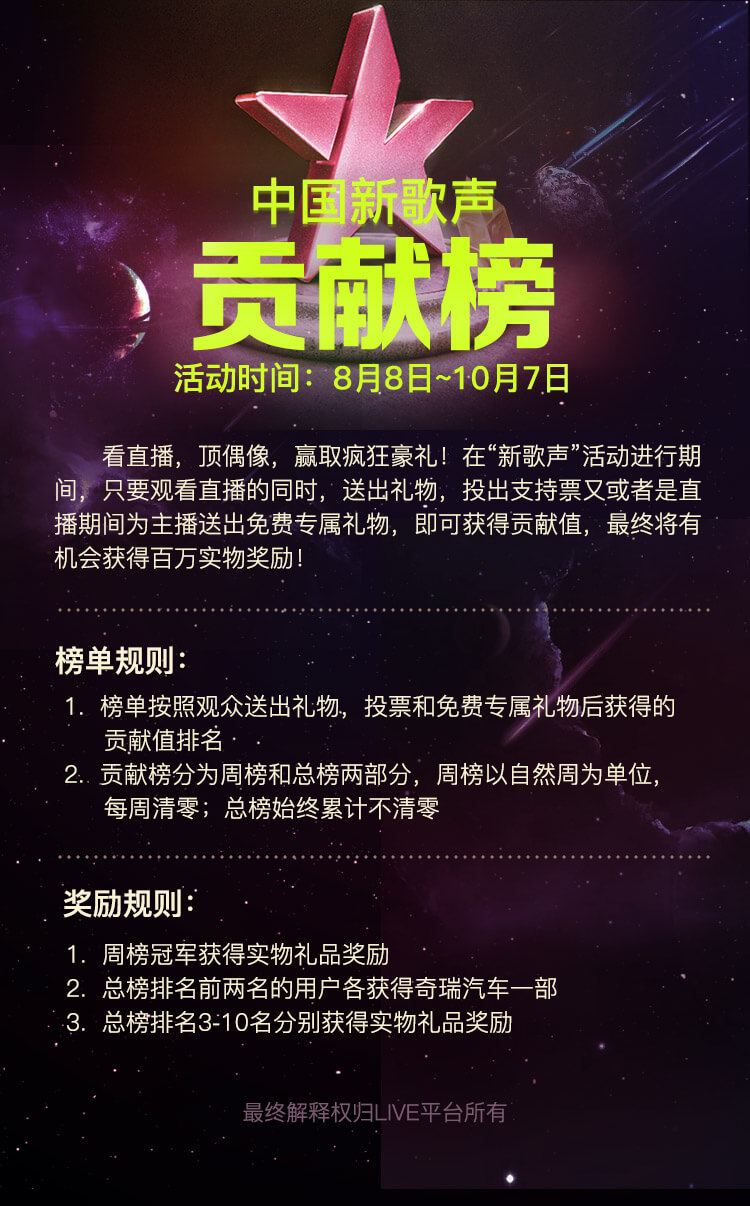 中国新歌声
贡献榜
活动时间：8月8日~10月7日
看直播，顶偶像，赢取疯狂豪礼！在“新歌声”活动进行期
间，只要观看直播的同时，送出礼物，投出支持票又或者是直
播期间为主播送出免费专属礼物，即可获得贡献值，最终将有
机会获得百万实物奖励！
榜单规则：
1. 榜单按照观众送出礼物，投票和免费专属礼物后获得的
贡献值排名
2. 贡献榜分为周榜和总榜两部分，周榜以自然周为单位，
每周清零；总榜始终累计不清零
奖励规则：
1. 周榜冠军获得实物礼品奖励
2. 总榜排名前两名的用户各获得奇瑞汽车一部
3. 总榜排名3-10名分别获得实物礼品奖励
最终解释权归LIVE平台所有